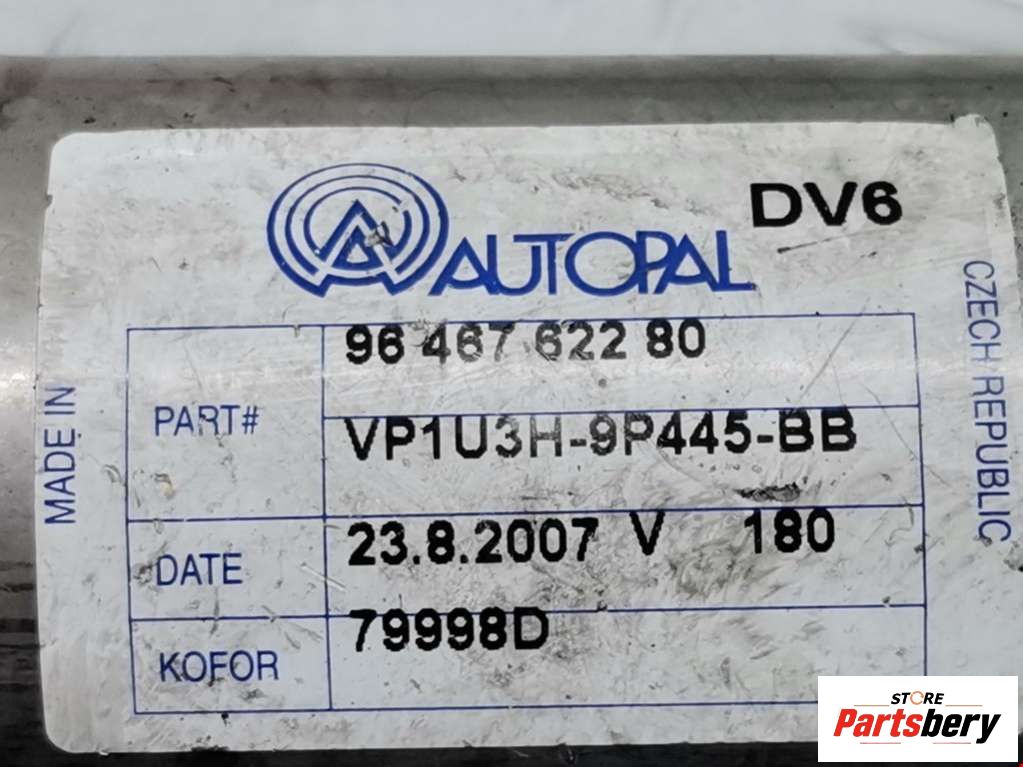 DV6
AUTOPAL
MADE IN
CZECH REPUBLIC
PART#
96 467 622 80
VP1U3H-9P445-BB
DATE
23.8.2007 V 180
KOFOR
79998D
STORE
Partsbery